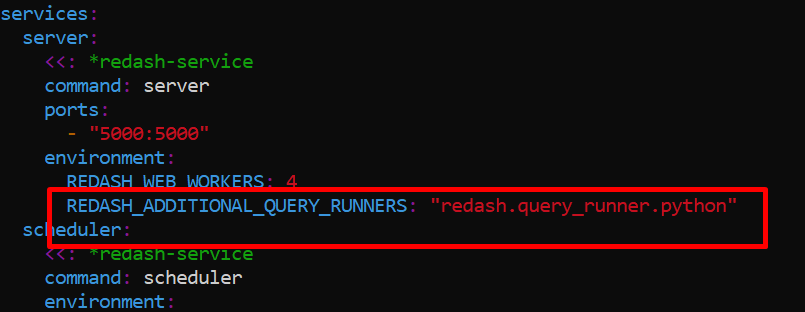 services:
  server:
    <<: *redash-service
    command: server
    ports:
      - "5000:5000"
    environment:
      REDASH_WEB_WORKERS: 4
      REDASH_ADDITIONAL_QUERY_RUNNERS: "redash.query_runner.python"
  scheduler:
    <<: *redash-service
    command: scheduler
    environment: